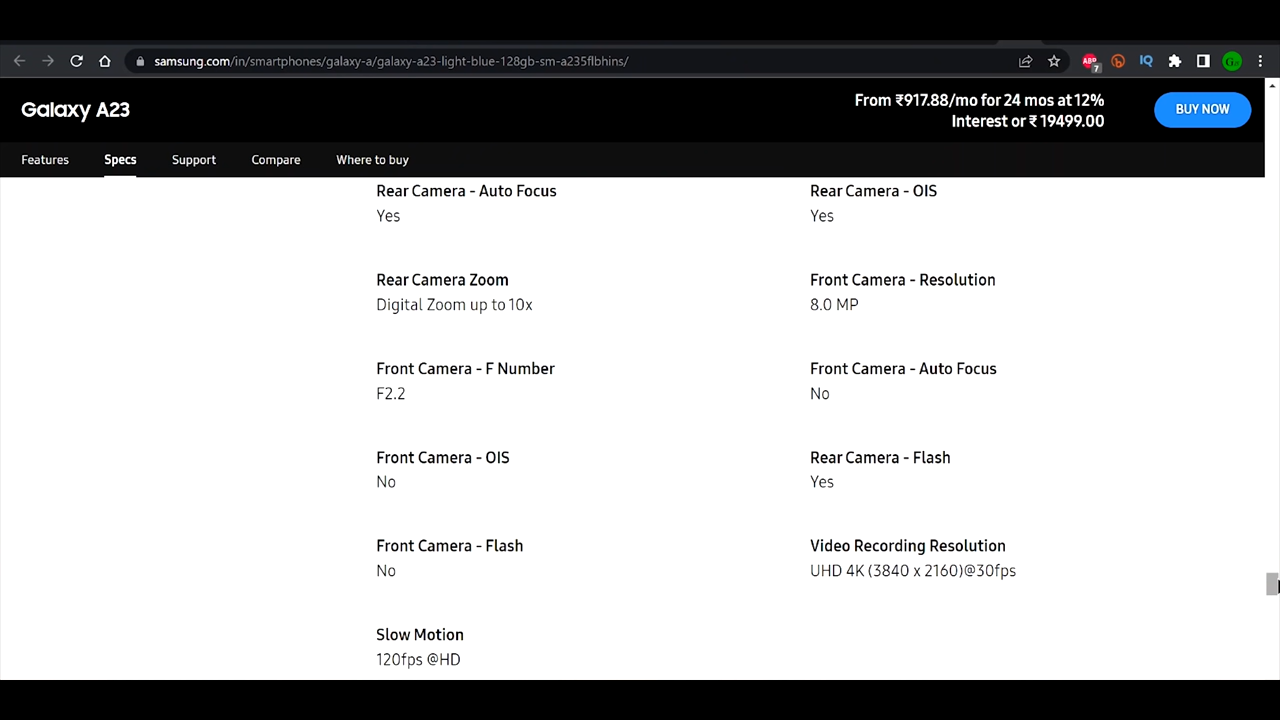 samsung.com/in/smartphones/galaxy-a/galaxy-a23-light-blue-128gb-sm-a235flbhins/
ABP
7
IQ
Galaxy A23
From ₹917.88/mo for 24 mos at 12%
Interest or ₹ 19499.00
BUY NOW
Features
Specs
Support
Compare
Where to buy
Rear Camera - Auto Focus
Yes
Rear Camera - OIS
Yes
Rear Camera Zoom
Digital Zoom up to 10x
Front Camera - Resolution
8.0 MP
Front Camera - F Number
F2.2
Front Camera - Auto Focus
No
Front Camera - OIS
No
Rear Camera - Flash
Yes
Front Camera - Flash
No
Video Recording Resolution
UHD 4K (3840 x 2160)@30fps
Slow Motion
120fps @HD